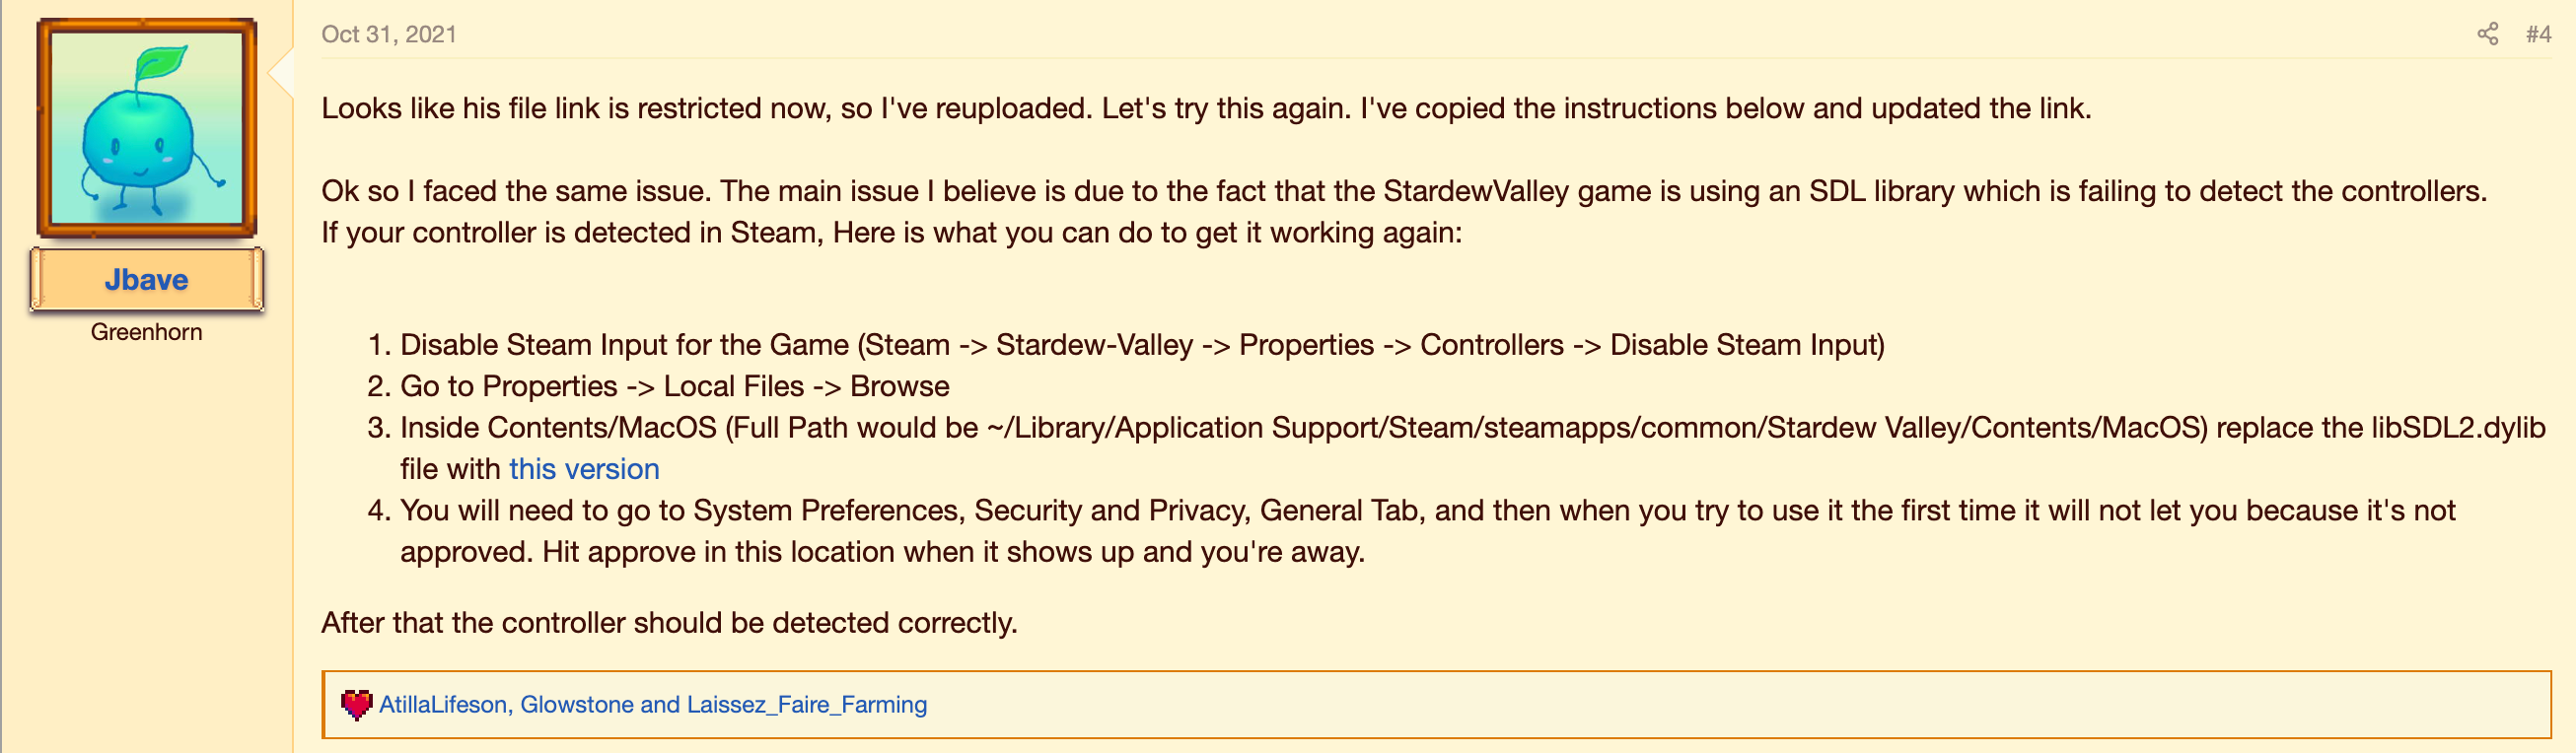 Oct 31, 2021
#4
Jbave
Greenhorn
Looks like his file link is restricted now, so I've reuploaded. Let's try this again. I've copied the instructions below and updated the link.
Ok so I faced the same issue. The main issue I believe is due to the fact that the StardewValley game is using an SDL library which is failing to detect the controllers.
If your controller is detected in Steam, Here is what you can do to get it working again:
1. Disable Steam Input for the Game (Steam -> Stardew-Valley -> Properties -> Controllers -> Disable Steam Input)
2. Go to Properties -> Local Files -> Browse
3. Inside Contents/MacOS (Full Path would be ~/Library/Application Support/Steam/steamapps/common/Stardew Valley/Contents/MacOS) replace the libSDL2.dylib
file with this version
4. You will need to go to System Preferences, Security and Privacy, General Tab, and then when you try to use it the first time it will not let you because it's not
approved. Hit approve in this location when it shows up and you're away.
After that the controller should be detected correctly.
AtillaLifeson, Glowstone and Laissez_Faire_Farming